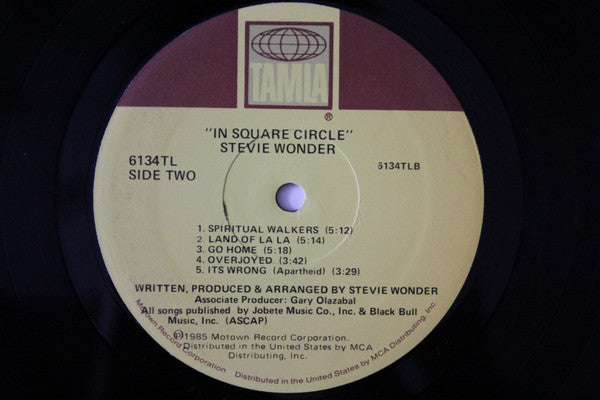 TAMLA
®
"IN SQUARE CIRCLE"
STEVIE WONDER
6134TL
SIDE TWO
6134TLB
1. SPIRITUAL WALKERS (5:12)
2. LAND OF LA LA (5:14)
3. GO HOME (5:18)
4. OVERJOYED (3:42)
5. ITS WRONG (Apartheid) (3:29)
WRITTEN, PRODUCED & ARRANGED BY STEVIE WONDER
Associate Producer: Gary Olazabal
All songs published by Jobete Music Co., Inc. & Black Bull
Music, Inc. (ASCAP)
℗1985 Motown Record Corporation.
Distributed in the United States by MCA
Distributing, Inc.
Motown Record Corporation Distributed in the United States by MCA Distributing, Inc.